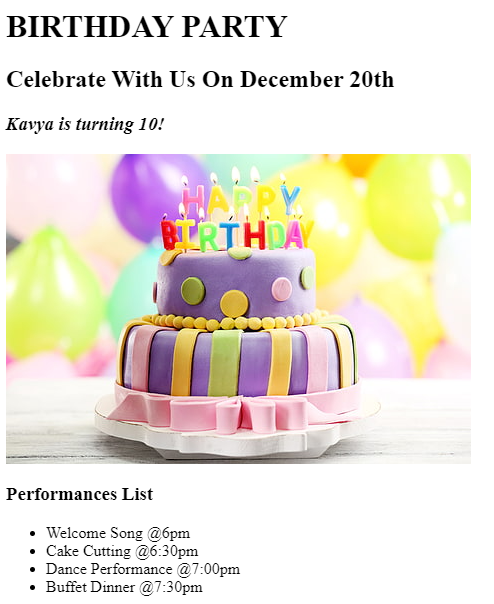 BIRTHDAY PARTY
Celebrate With Us On December 20th
Kavya is turning 10!
HAPPY
BIRTHDAY
Performances List
Welcome Song @6pm
Cake Cutting @6:30pm
Dance Performance @7:00pm
Buffet Dinner @7:30pm